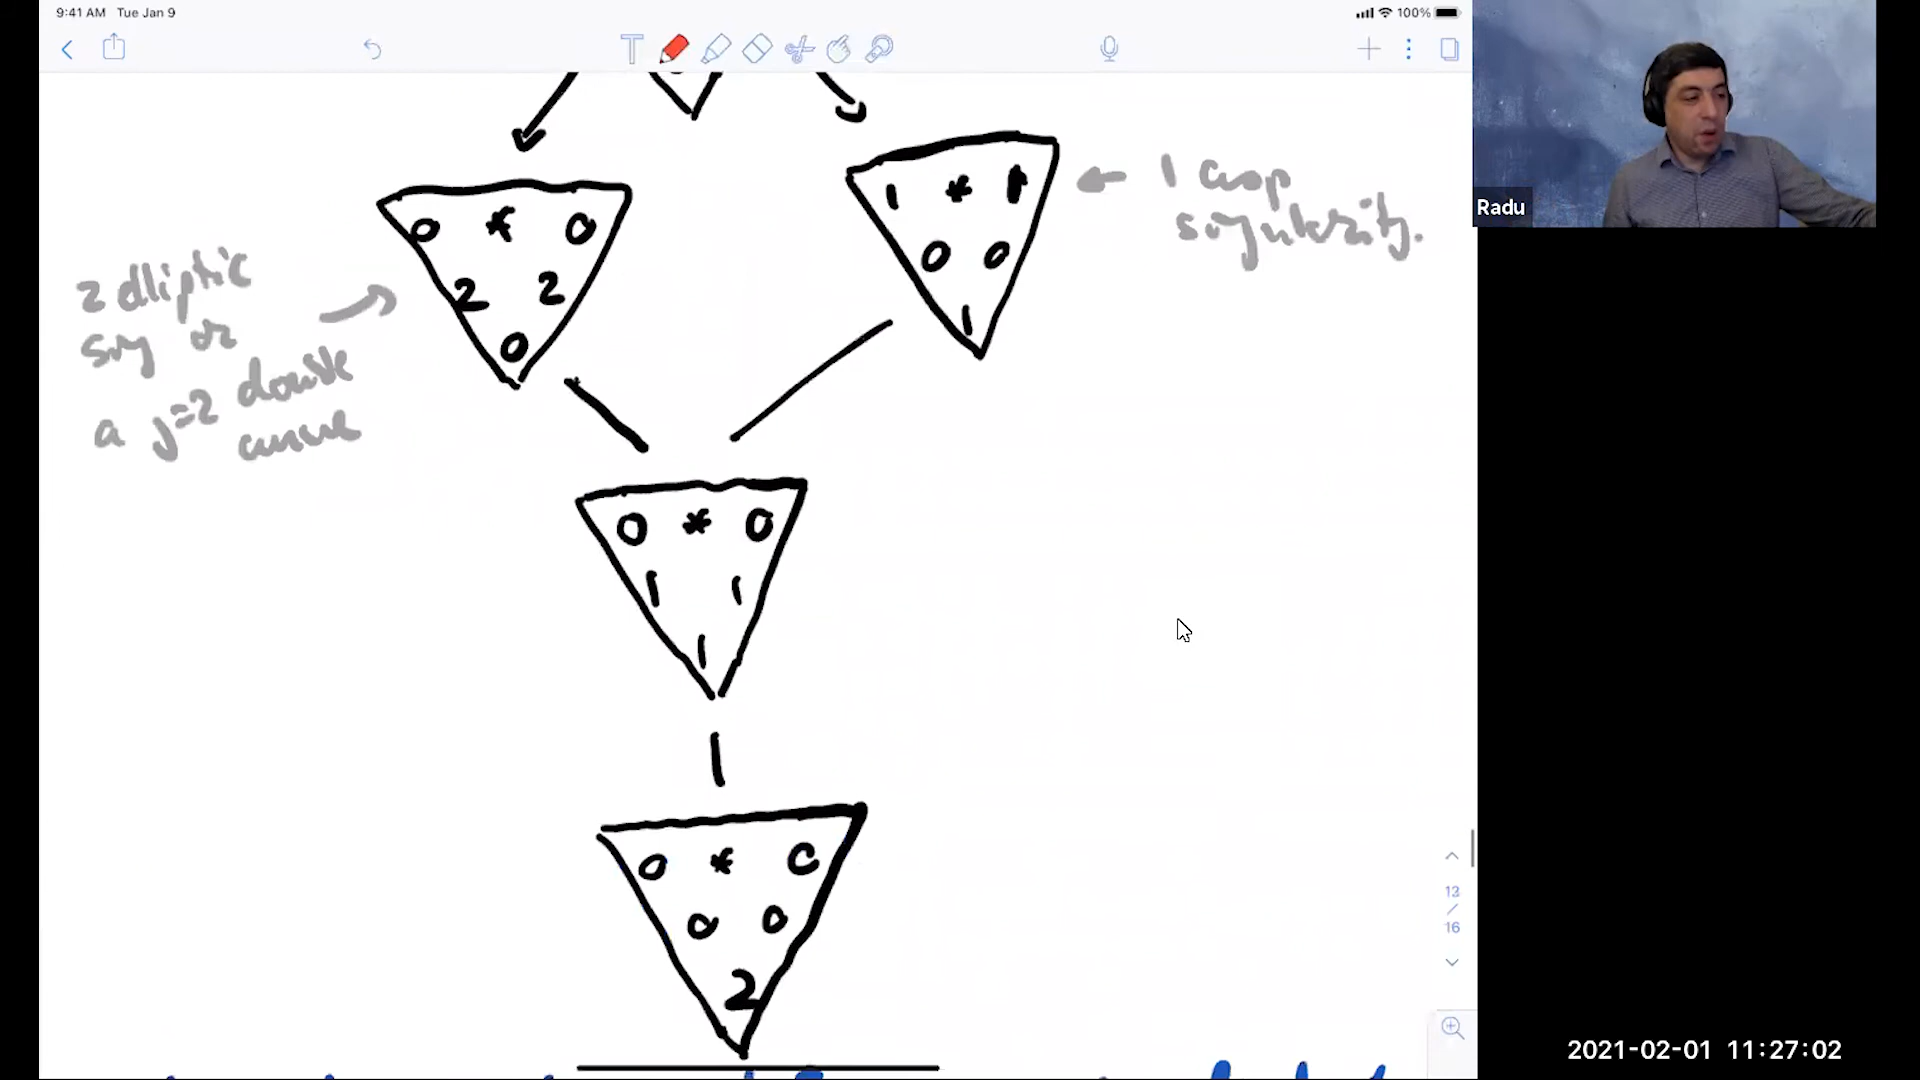 9:41 AM Tue Jan 9
100%
T
Radu
1 cusp
singularity.
1 * 1
0 0
1
0 * 0
2 2
0
2 elliptic
sing or
a j=2 double
curve
0 * 0
1 1
1
0 * 0
0 0
2
13
/
16
2021-02-01 11:27:02